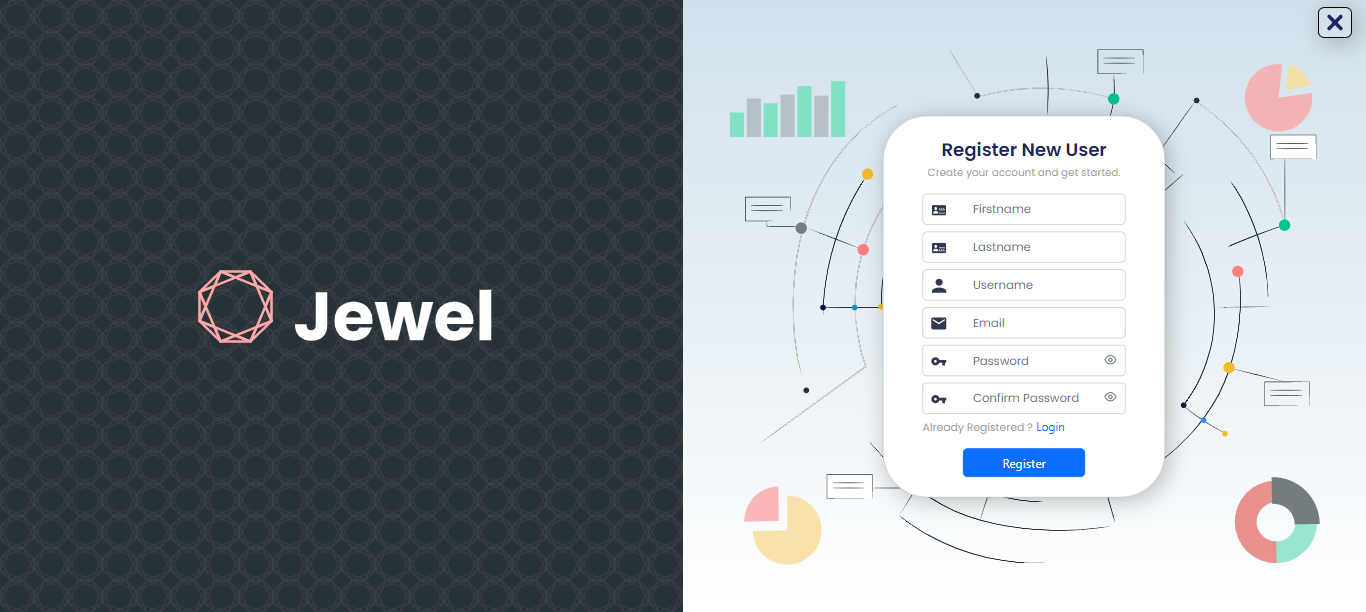 Jewel
Register New User
Create your account and get started.
Firstname
Lastname
Username
Email
Password
Confirm Password
Already Registered ? Login
Register